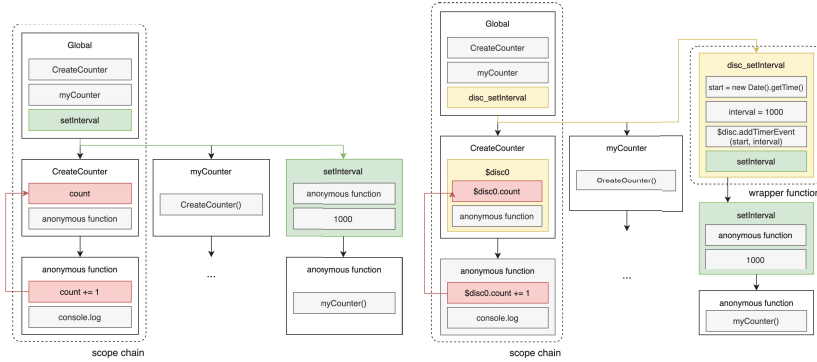 Global
CreateCounter
myCounter
setInterval
CreateCounter
count
anonymous function
myCounter
CreateCounter()
...
setInterval
anonymous function
1000
anonymous function
count += 1
console.log
anonymous function
myCounter()
scope chain
Global
CreateCounter
myCounter
disc_setInterval
CreateCounter
$disc0
$disc0.count
anonymous function
myCounter
CreateCounter()
...
disc_setInterval
start = new Date().getTime()
interval = 1000
$disc.addTimerEvent
(start, interval)
setInterval
wrapper function
setInterval
anonymous function
1000
anonymous function
$disc0.count += 1
console.log
anonymous function
myCounter()
scope chain